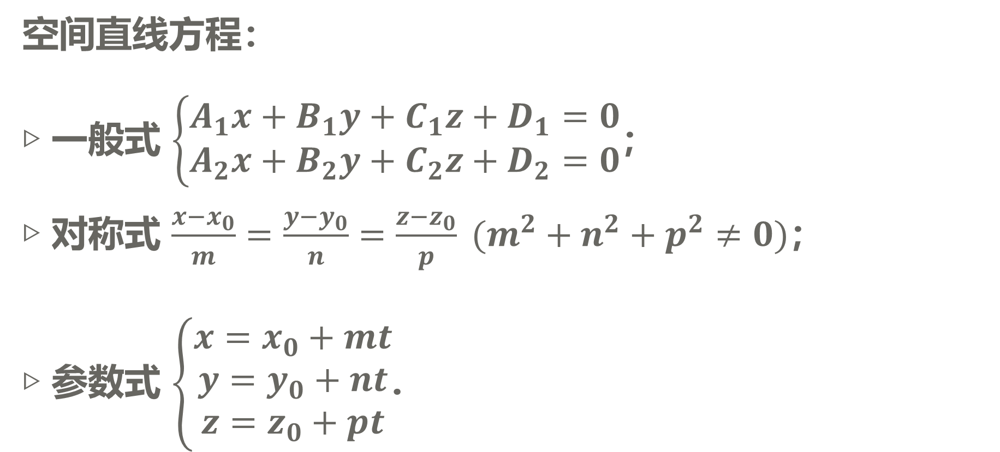 空间直线方程：
▷ 一般式 {A₁x + B₁y + C₁z + D₁ = 0
A₂x + B₂y + C₂z + D₂ = 0；
▷ 对称式 (x−x₀)/m = (y−y₀)/n = (z−z₀)/p (m² + n² + p² ≠ 0)；
▷ 参数式 {x = x₀ + mt
y = y₀ + nt.
z = z₀ + pt